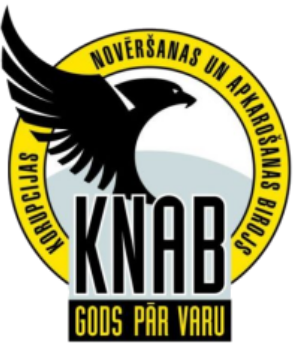 KORUPCIJAS NOVĒRŠANAS UN APKAROŠANAS BIROJS
KNAB
GODS PĀR VARU